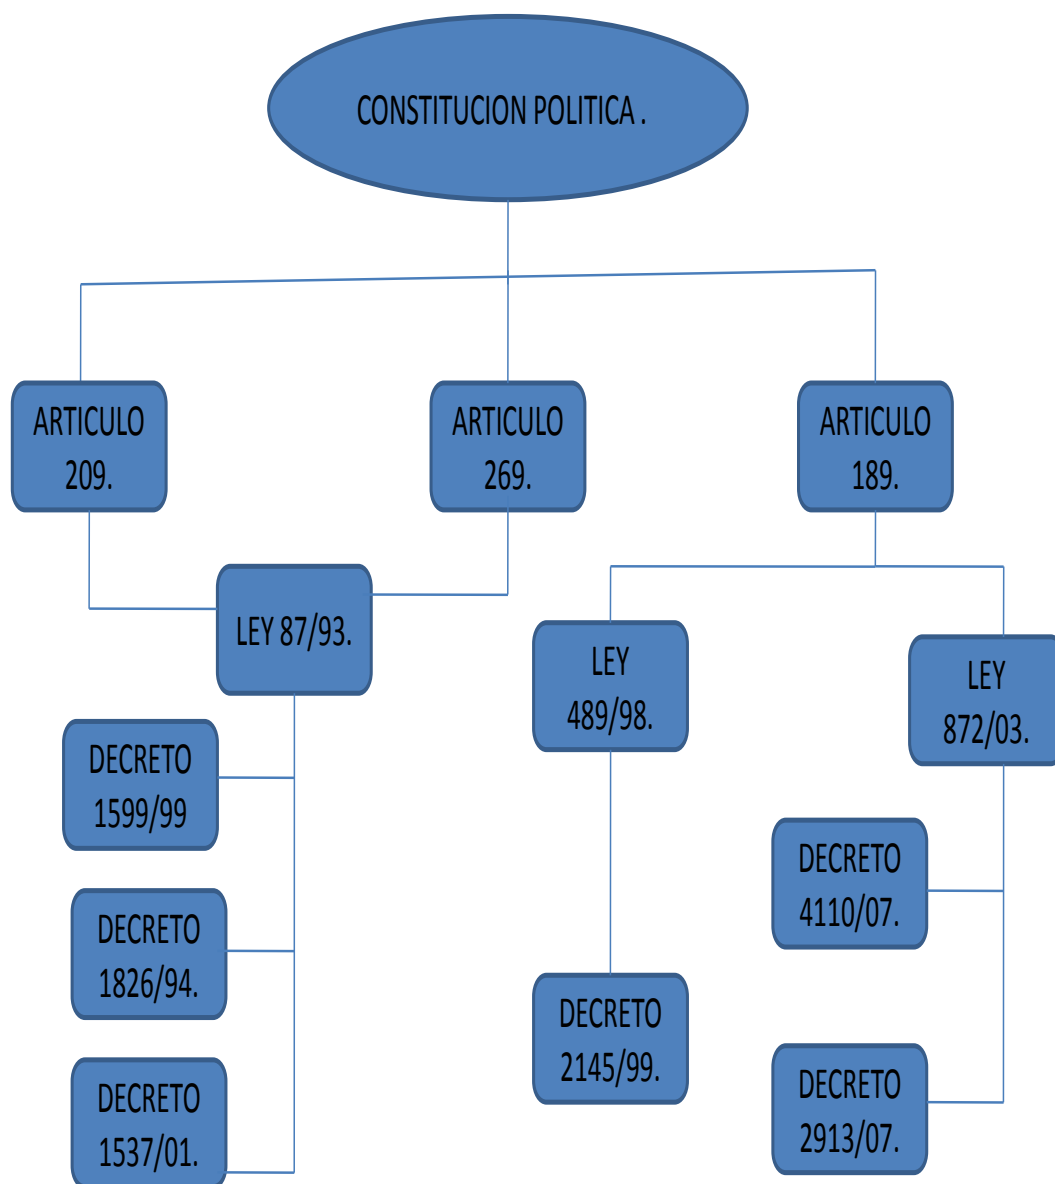 CONSTITUCION POLITICA .
ARTICULO
209.
ARTICULO
269.
ARTICULO
189.
LEY 87/93.
LEY
489/98.
LEY
872/03.
DECRETO
1599/99
DECRETO
4110/07.
DECRETO
1826/94.
DECRETO
2145/99.
DECRETO
1537/01.
DECRETO
2913/07.